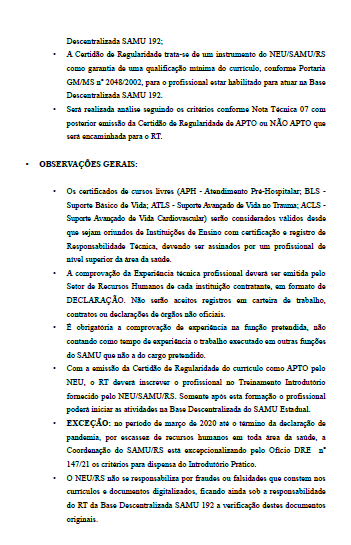 Descentralizada SAMU 192;
• A Certidão de Regularidade trata-se de um instrumento do NEU/SAMU/RS
como garantia de uma qualificação mínima do currículo, conforme Portaria
GM/MS n° 2048/2002, para o profissional estar habilitado para atuar na Base
Descentralizada SAMU 192.
• Será realizada análise seguindo os critérios conforme Nota Técnica 07 com
posterior emissão da Certidão de Regularidade de APTO ou NÃO APTO que
será encaminhada para o RT.
• OBSERVAÇÕES GERAIS:
• Os certificados de cursos livres (APH - Atendimento Pré-Hospitalar; BLS -
Suporte Básico de Vida; ATLS - Suporte Avançado de Vida no Trauma; ACLS -
Suporte Avançado de Vida Cardiovascular) serão considerados válidos desde
que sejam oriundos de Instituições de Ensino com certificação e registro de
Responsabilidade Técnica, devendo ser assinados por um profissional de
nível superior da área da saúde.
• A comprovação da Experiência técnica profissional deverá ser emitida pelo
Setor de Recursos Humanos de cada instituição contratante, em formato de
DECLARAÇÃO. Não serão aceitos registros em carteira de trabalho,
contratos ou declarações de órgãos não oficiais.
• É obrigatória a comprovação de experiência na função pretendida, não
contando como tempo de experiência o trabalho executado em outras funções
do SAMU que não a do cargo pretendido.
• Com a emissão da Certidão de Regularidade do currículo como APTO pelo
NEU, o RT deverá inscrever o profissional no Treinamento Introdutório
fornecido pelo NEU/SAMU/RS. Somente após esta formação o profissional
poderá iniciar as atividades na Base Descentralizada do SAMU Estadual.
• EXCEÇÃO: no período de março de 2020 até o término da declaração de
pandemia, por escassez de recursos humanos em toda área da saúde, a
Coordenação do SAMU/RS está excepcionalizando pelo Ofício DRE n°
147/21 os critérios para dispensa do Introdutório Prático.
• O NEU/RS não se responsabiliza por fraudes ou falsidades que constem nos
currículos e documentos digitalizados, ficando ainda sob a responsabilidade
do RT da Base Descentralizada SAMU 192 a verificação destes documentos
originais.